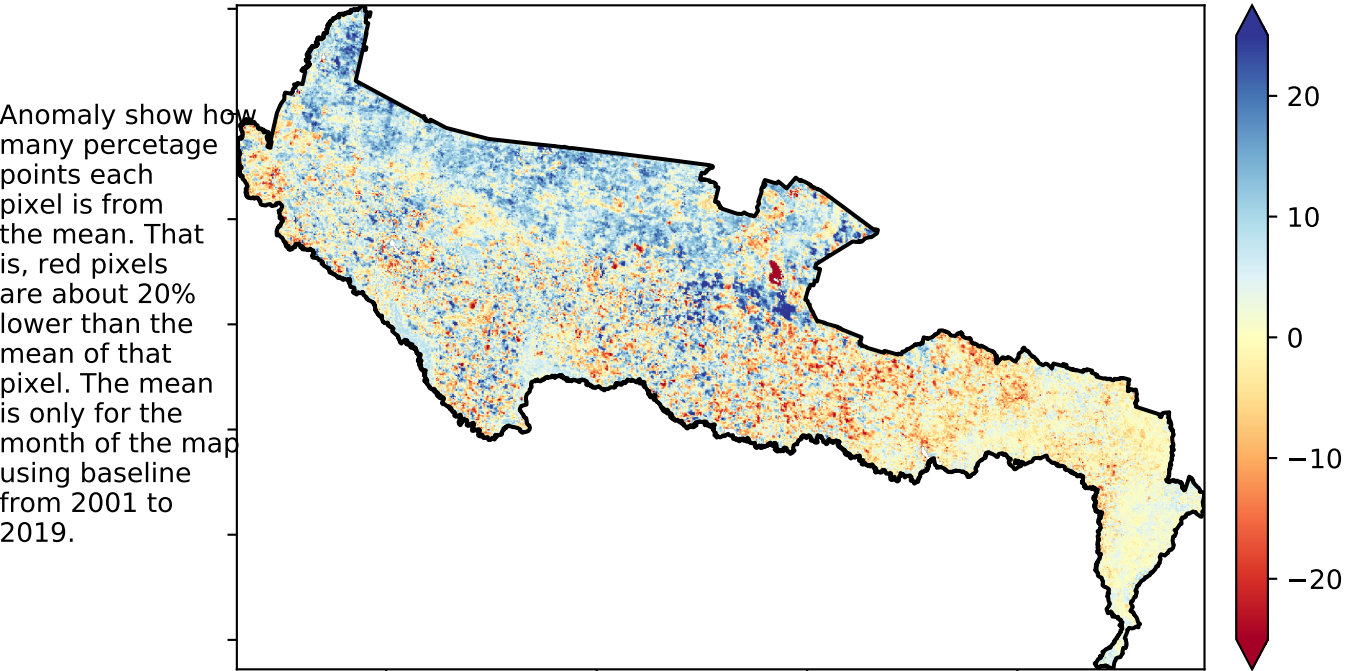 Anomaly show how
many percetage
points each
pixel is from
the mean. That
is, red pixels
are about 20%
lower than the
mean of that
pixel. The mean
is only for the
month of the map
using baseline
from 2001 to
2019.
20
10
0
−10
−20